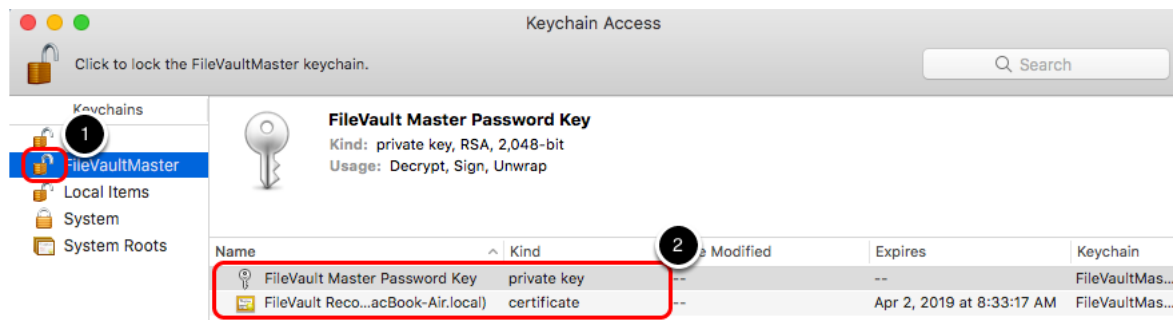 Keychain Access
Click to lock the FileVaultMaster keychain.
Search
Keychains
1
FileVaultMaster
Local Items
System
System Roots
FileVault Master Password Key
Kind: private key, RSA, 2,048-bit
Usage: Decrypt, Sign, Unwrap
2
Name Kind Modified Expires Keychain
FileVault Master Password Key private key -- -- FileVaultMas...
FileVault Reco...acBook-Air.local) certificate -- Apr 2, 2019 at 8:33:17 AM FileVaultMas...